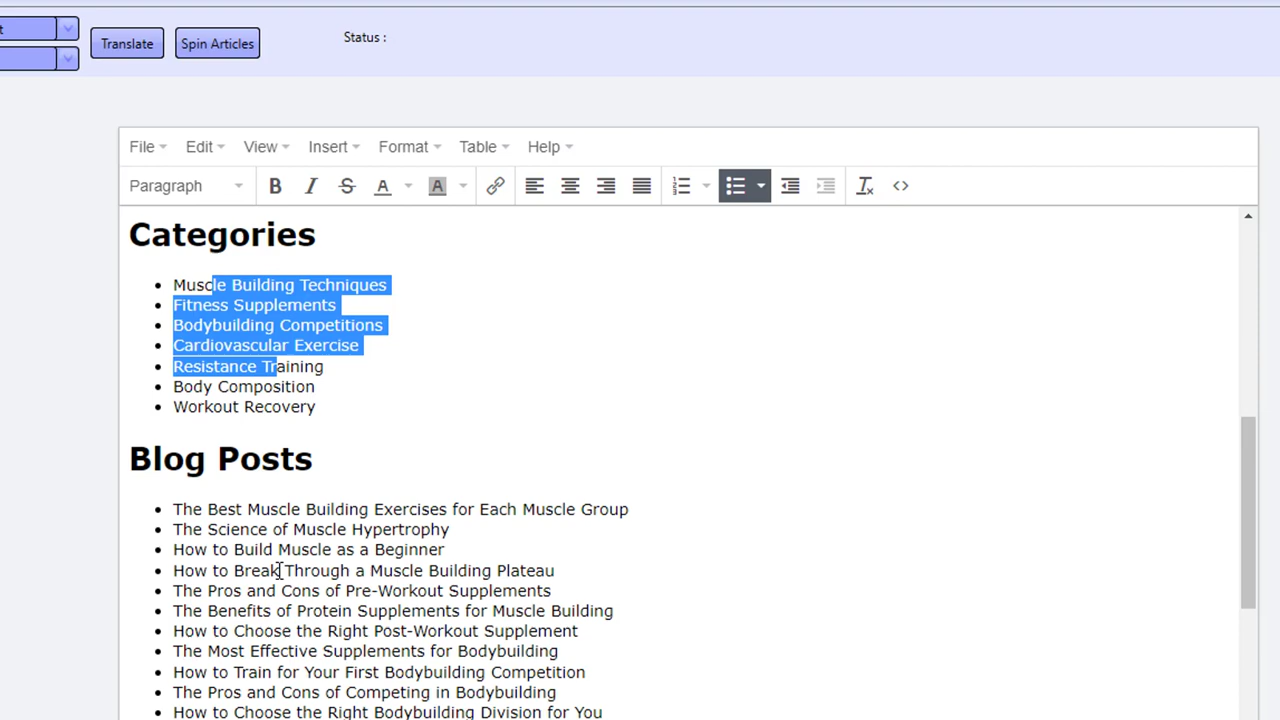 t
Translate Spin Articles Status :
File Edit View Insert Format Table Help
Paragraph B I S A A
Categories
Muscle Building Techniques
Fitness Supplements
Bodybuilding Competitions
Cardiovascular Exercise
Resistance Training
Body Composition
Workout Recovery
Blog Posts
The Best Muscle Building Exercises for Each Muscle Group
The Science of Muscle Hypertrophy
How to Build Muscle as a Beginner
How to Break Through a Muscle Building Plateau
The Pros and Cons of Pre-Workout Supplements
The Benefits of Protein Supplements for Muscle Building
How to Choose the Right Post-Workout Supplement
The Most Effective Supplements for Bodybuilding
How to Train for Your First Bodybuilding Competition
The Pros and Cons of Competing in Bodybuilding
How to Choose the Right Bodybuilding Division for You